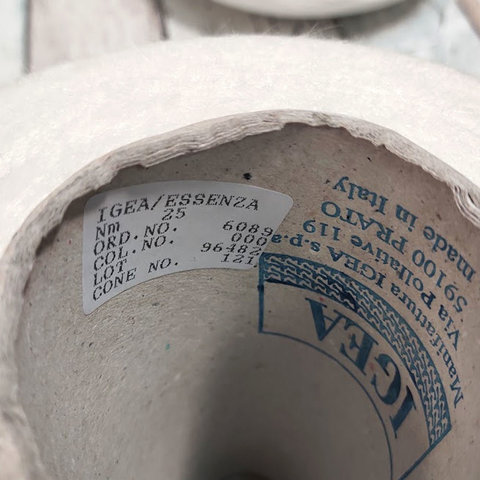 IGEA/ESSENZA
Nm 25
ORD.NO. 6089
COL.NO. 000
LOT 96482
CONE NO. 121
IGEA
Manifattura IGEA s.p.a.
Via Pollative 119
59100 PRATO
made in Italy